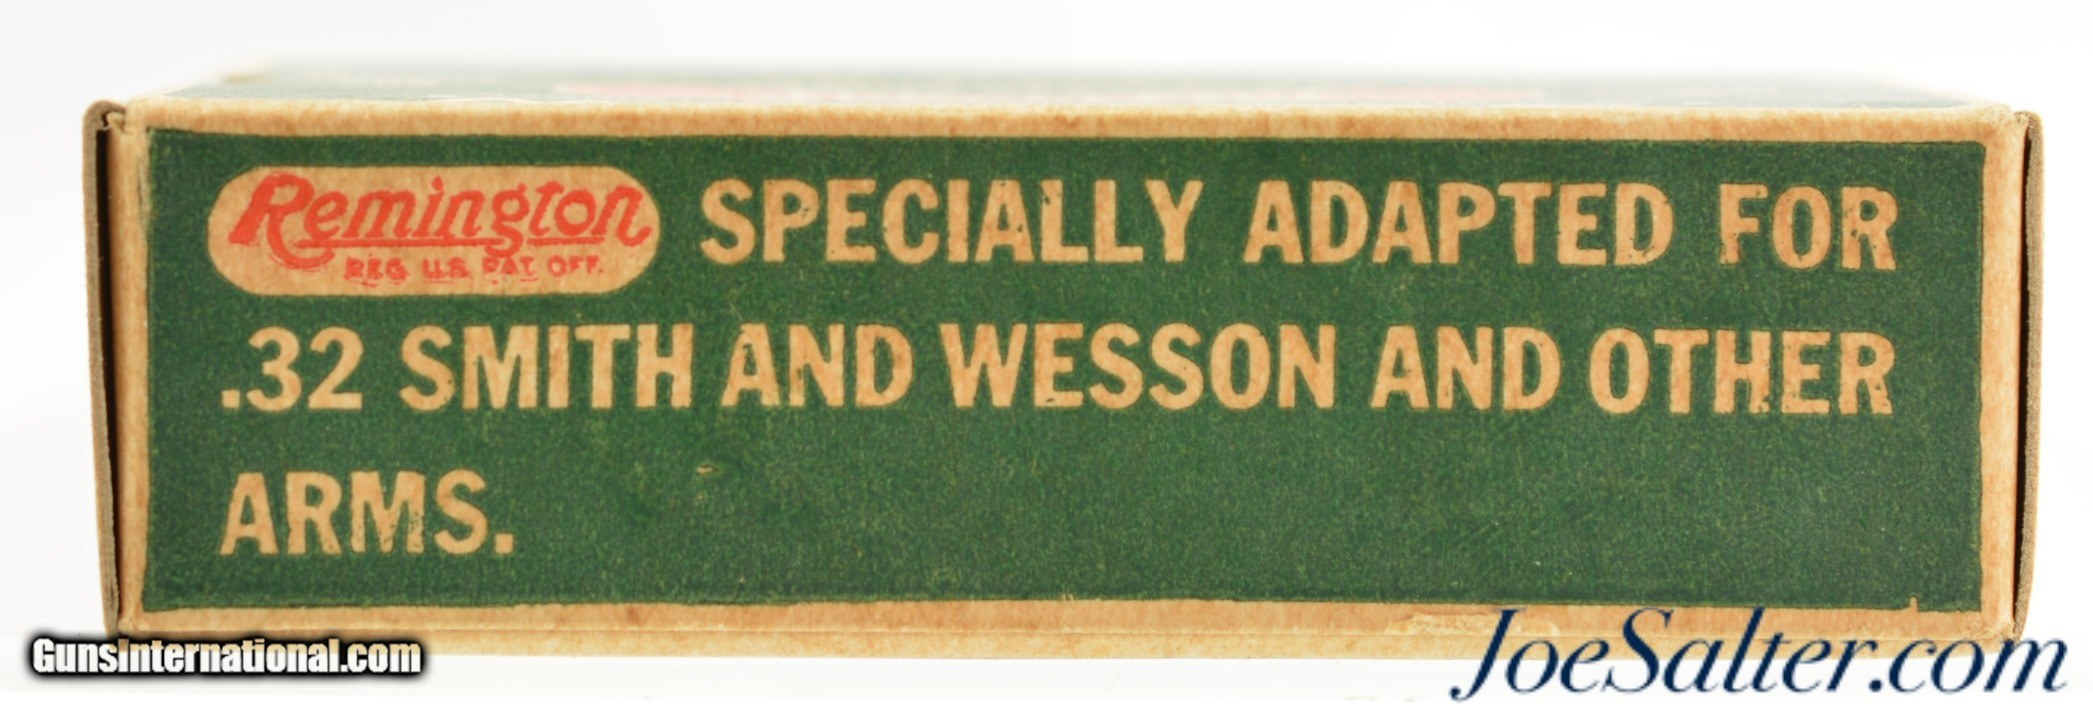 Remington SPECIALLY ADAPTED FOR
REG. U.S. PAT. OFF.
.32 SMITH AND WESSON AND OTHER
ARMS.
GunsInternational.com
JoeSalter.com